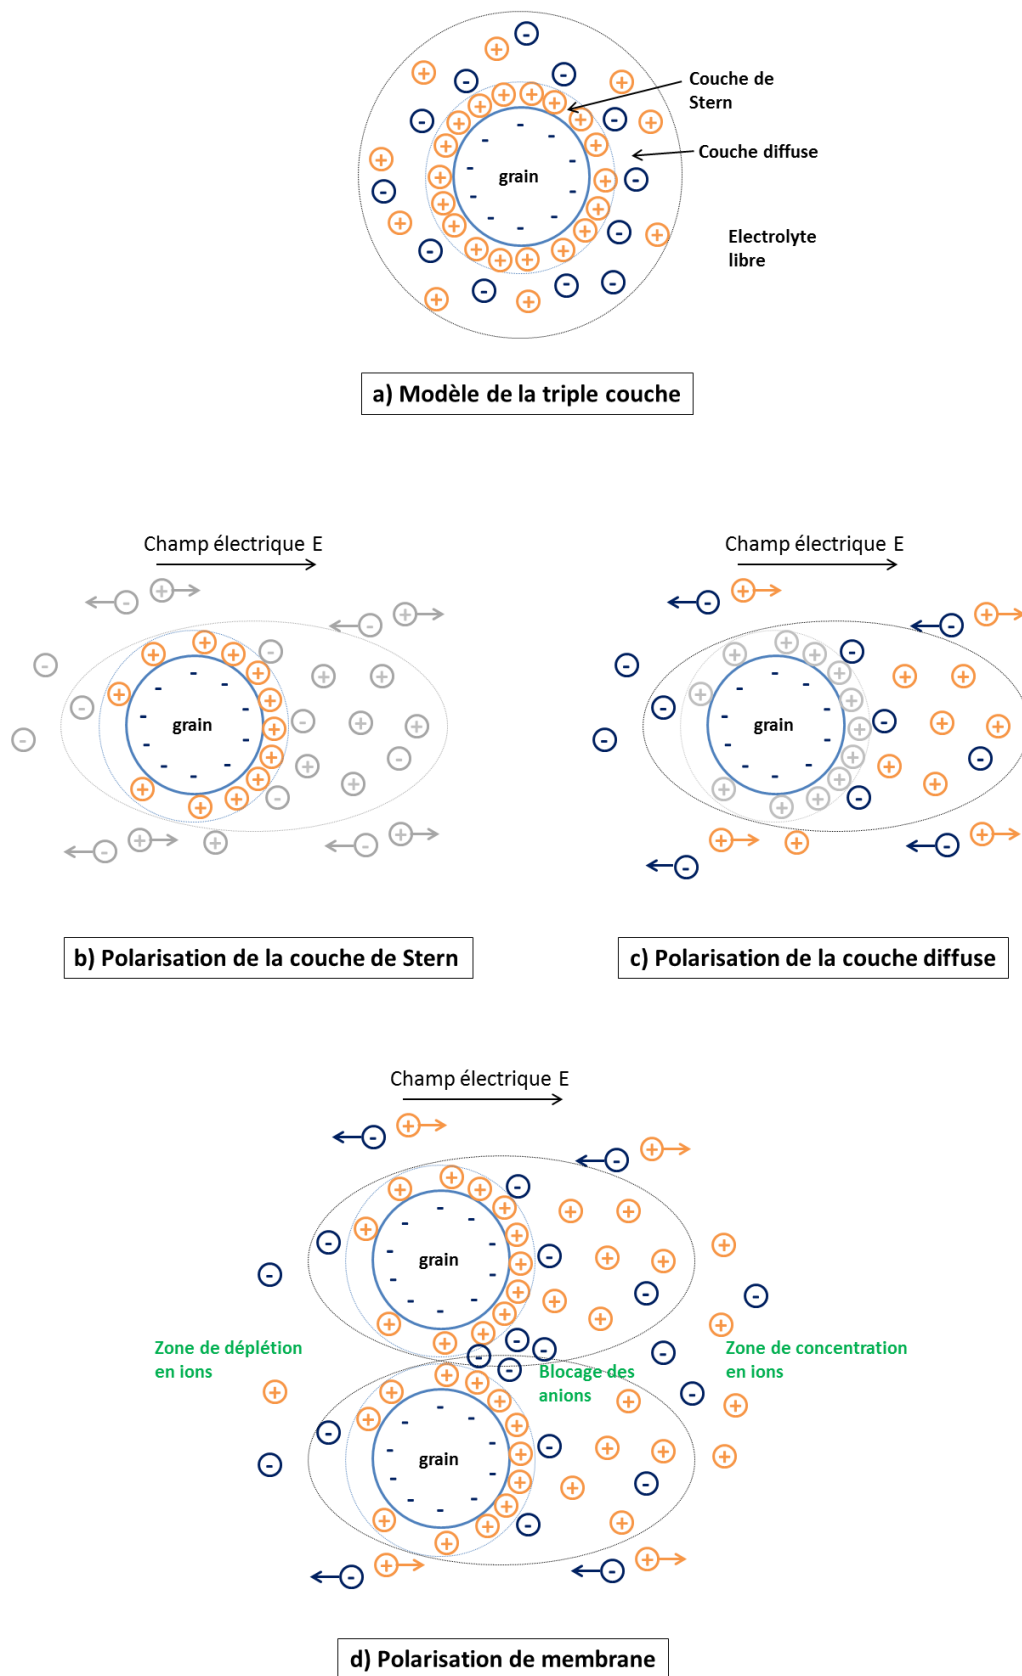 Couche de
Stern
Couche diffuse
grain
Electrolyte
libre
a) Modèle de la triple couche
Champ électrique E
grain
b) Polarisation de la couche de Stern
Champ électrique E
grain
c) Polarisation de la couche diffuse
Champ électrique E
grain
Zone de déplétion
en ions
Blocage des
anions
Zone de concentration
en ions
grain
d) Polarisation de membrane